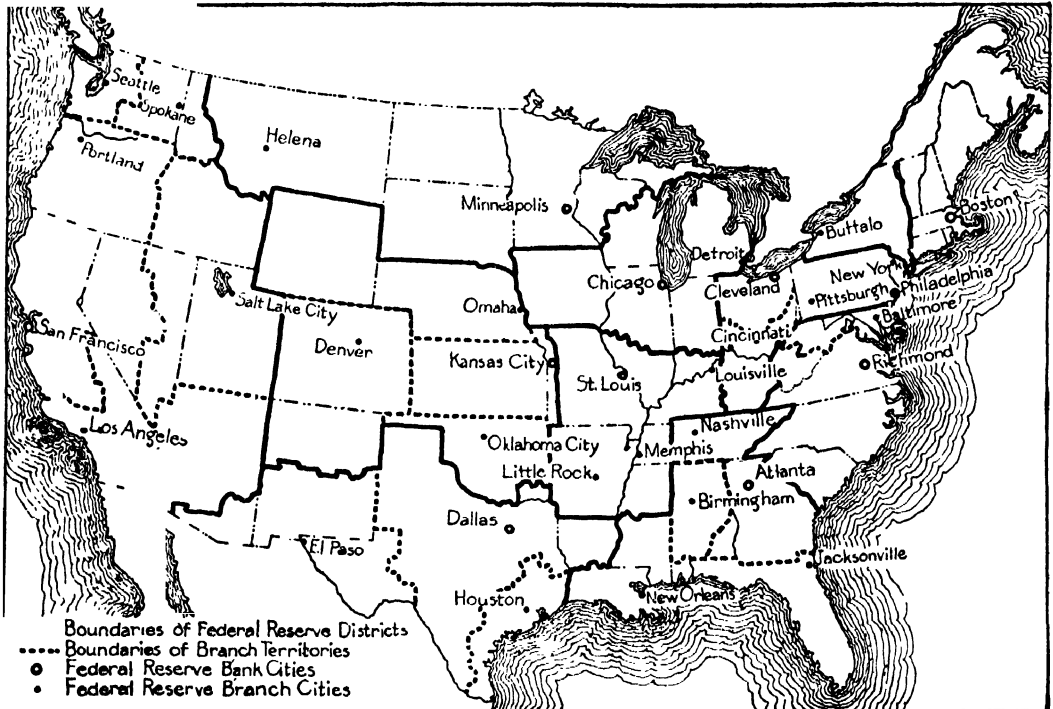 Seattle
Spokane
Portland
Helena
Minneapolis
Boston
Buffalo
Detroit
New York
Chicago
Cleveland
Pittsburgh
Philadelphia
Omaha
Salt Lake City
Baltimore
San Francisco
Denver
Cincinnati
Kansas City
Richmond
St. Louis
Louisville
Los Angeles
Nashville
Oklahoma City
Memphis
Little Rock
Atlanta
Birmingham
Dallas
El Paso
Jacksonville
Houston
New Orleans
Boundaries of Federal Reserve Districts
Boundaries of Branch Territories
Federal Reserve Bank Cities
Federal Reserve Branch Cities